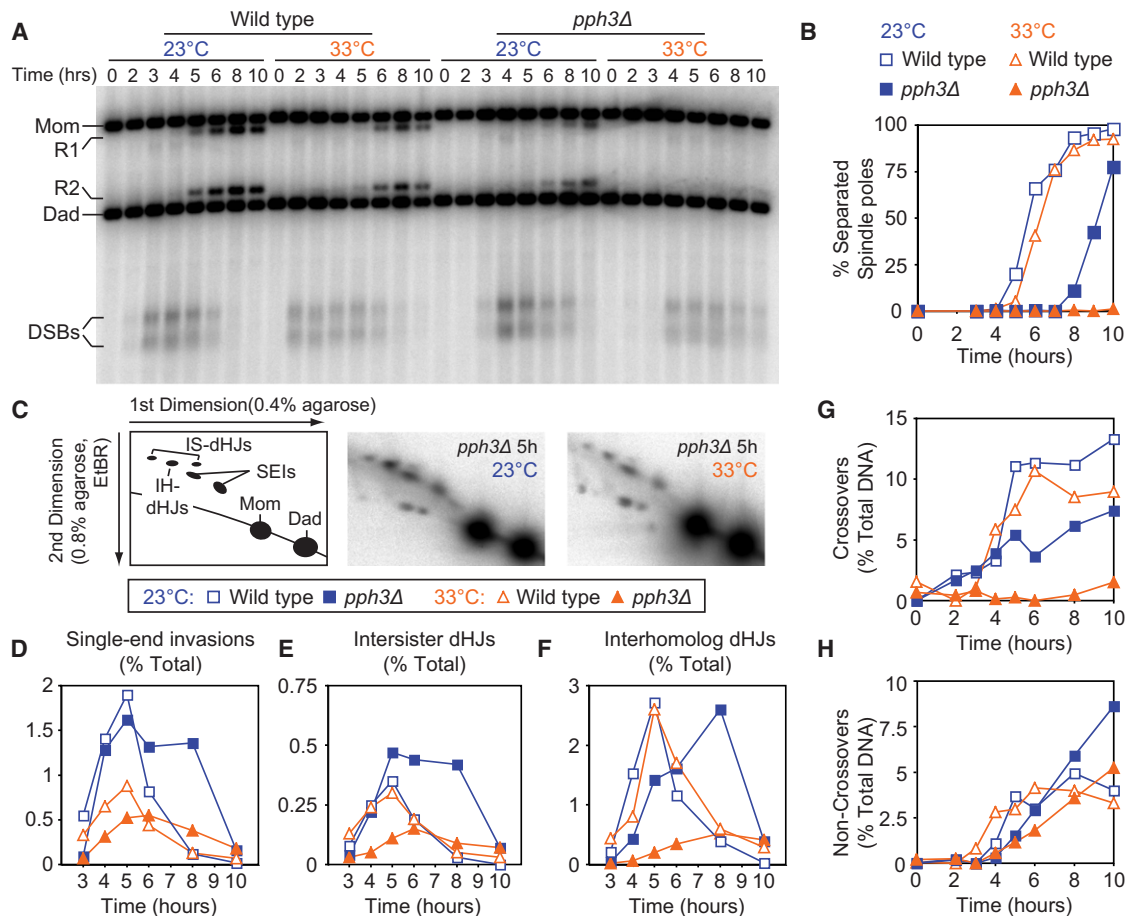 A
Wild type
pph3Δ
23°C 33°C 23°C 33°C
Time (hrs) 0 2 3 4 5 6 8 10 0 2 3 4 5 6 8 10 0 2 3 4 5 6 8 10 0 2 3 4 5 6 8 10
Mom
R1
R2
Dad
DSBs
B
23°C 33°C
Wild type Wild type
pph3Δ pph3Δ
% Separated
Spindle poles
100
75
50
25
0
0 2 4 6 8 10
Time (hours)
C
1st Dimension(0.4% agarose)
2nd Dimension
(0.8% agarose,
EtBR)
IS-dHJs
SEIs
IH-
dHJs
Mom
Dad
pph3Δ 5h
23°C
pph3Δ 5h
33°C
23°C: Wild type pph3Δ 33°C: Wild type pph3Δ
D
Single-end invasions
(% Total)
2
1.5
1
0.5
0
3 4 5 6 7 8 9 10
Time (hours)
E
Intersister dHJs
(% Total)
0.75
0.5
0.25
0
3 4 5 6 7 8 9 10
Time (hours)
F
Interhomolog dHJs
(% Total)
3
2
1
0
3 4 5 6 7 8 9 10
Time (hours)
G
Crossovers
(% Total DNA)
15
10
5
0
0 2 4 6 8 10
Time (hours)
H
Non-Crossovers
(% Total DNA)
10
5
0
0 2 4 6 8 10
Time (hours)